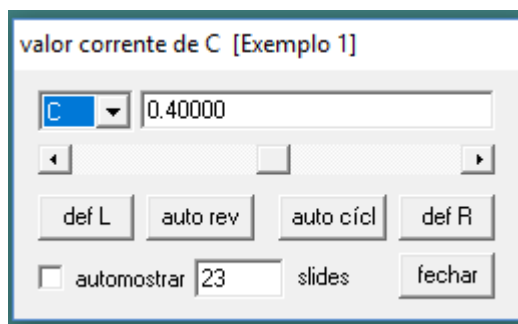 valor corrente de C [Exemplo 1]
C 0.40000
def L auto rev auto cícl def R
automostrar 23 slides fechar